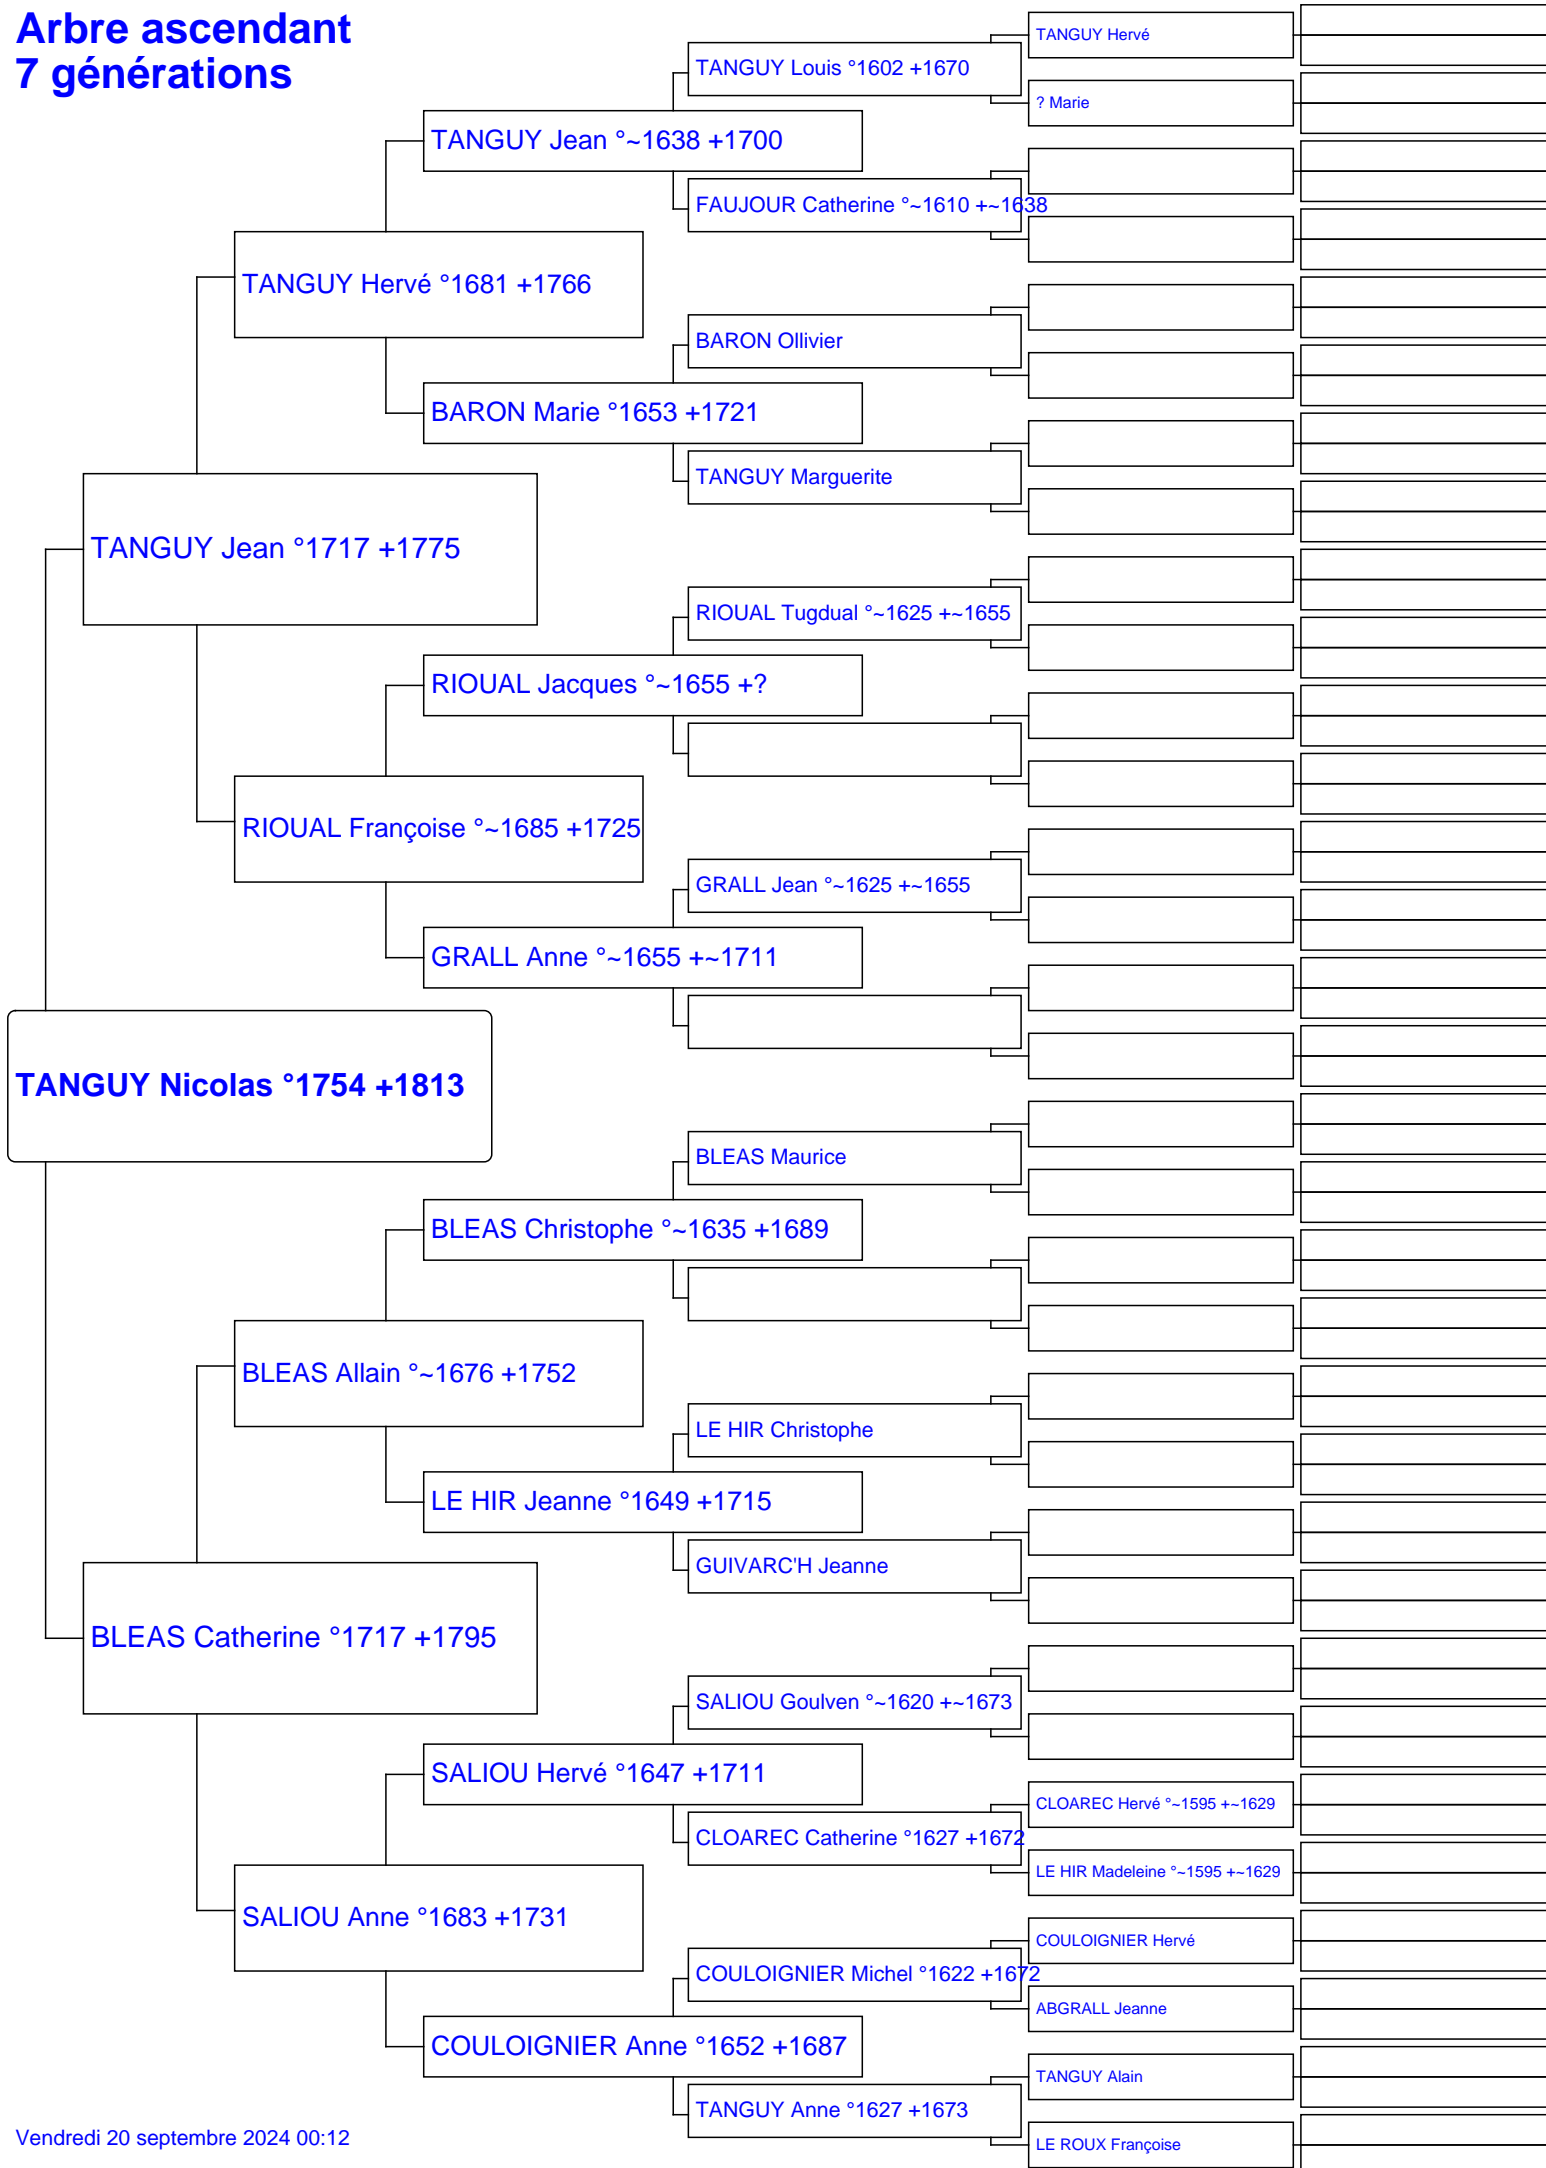 Arbre ascendant
7 générations
TANGUY Hervé
TANGUY Louis °1602 +1670
? Marie
TANGUY Jean °~1638 +1700
FAUJOUR Catherine °~1610 +~1638
TANGUY Hervé °1681 +1766
BARON Ollivier
BARON Marie °1653 +1721
TANGUY Marguerite
TANGUY Jean °1717 +1775
RIOUAL Tugdual °~1625 +~1655
RIOUAL Jacques °~1655 +?
RIOUAL Françoise °~1685 +1725
GRALL Jean °~1625 +~1655
GRALL Anne °~1655 +~1711
TANGUY Nicolas °1754 +1813
BLEAS Maurice
BLEAS Christophe °~1635 +1689
BLEAS Allain °~1676 +1752
LE HIR Christophe
LE HIR Jeanne °1649 +1715
GUIVARC'H Jeanne
BLEAS Catherine °1717 +1795
SALIOU Goulven °~1620 +~1673
SALIOU Hervé °1647 +1711
CLOAREC Hervé °~1595 +~1629
CLOAREC Catherine °1627 +1672
LE HIR Madeleine °~1595 +~1629
SALIOU Anne °1683 +1731
COULOIGNIER Hervé
COULOIGNIER Michel °1622 +1672
ABGRALL Jeanne
COULOIGNIER Anne °1652 +1687
TANGUY Alain
TANGUY Anne °1627 +1673
LE ROUX Françoise
Vendredi 20 septembre 2024 00:12